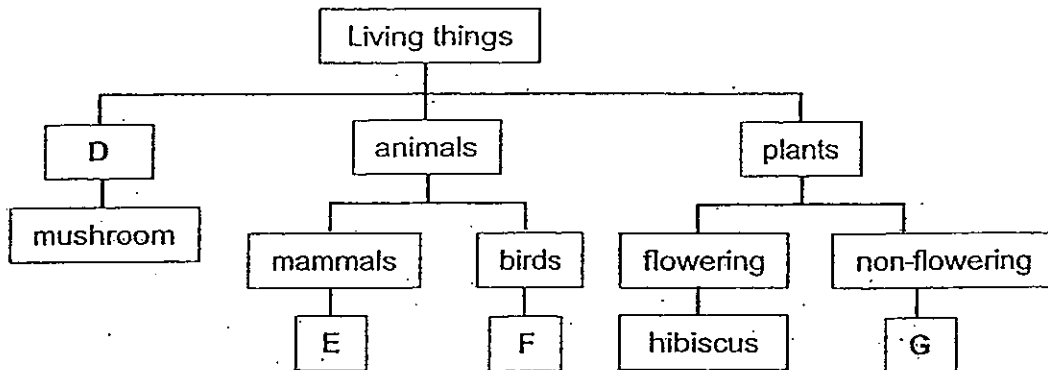 Living things
D
animals
plants
mushroom
mammals
birds
flowering
non-flowering
E
F
hibiscus
G